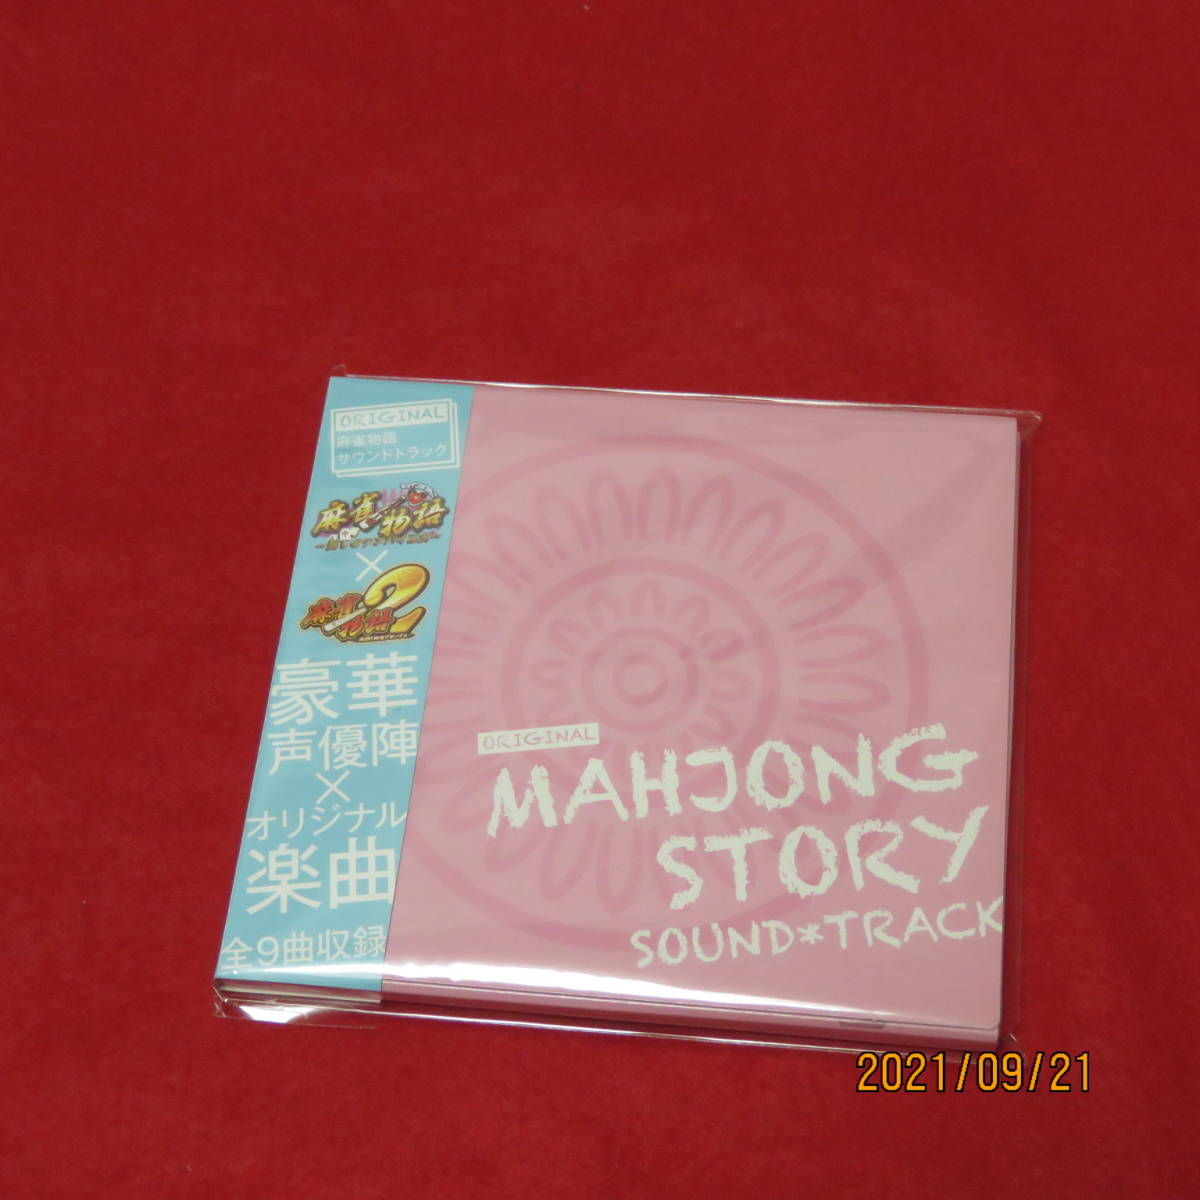 ORIGINAL
麻雀物語
サウンドトラック
麻雀物語
×
麻雀
物語2
豪華
声優陣
×
オリジナル
楽曲
全9曲収録
ORIGINAL
MAHJONG
STORY
SOUND*TRACK
2021/09/21